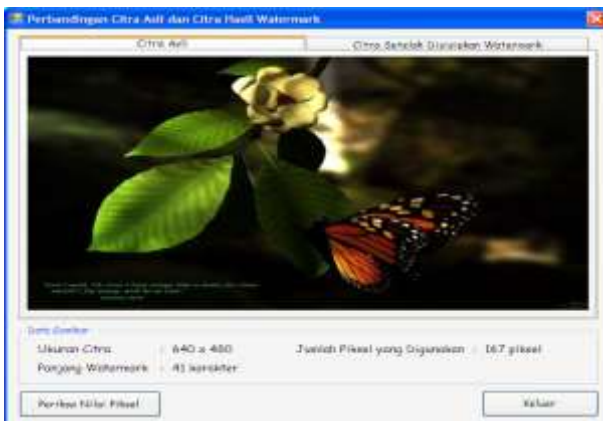 Perbandingan Citra Asli dan Citra Hasil Watermark
Citra Asli
Citra Setelah Disisipkan Watermark
Data Gambar
Ukuran Citra : 640 x 480 Jumlah Piksel yang Digunakan : 167 piksel
Panjang Watermark : 41 karakter
Periksa Nilai Piksel
Keluar